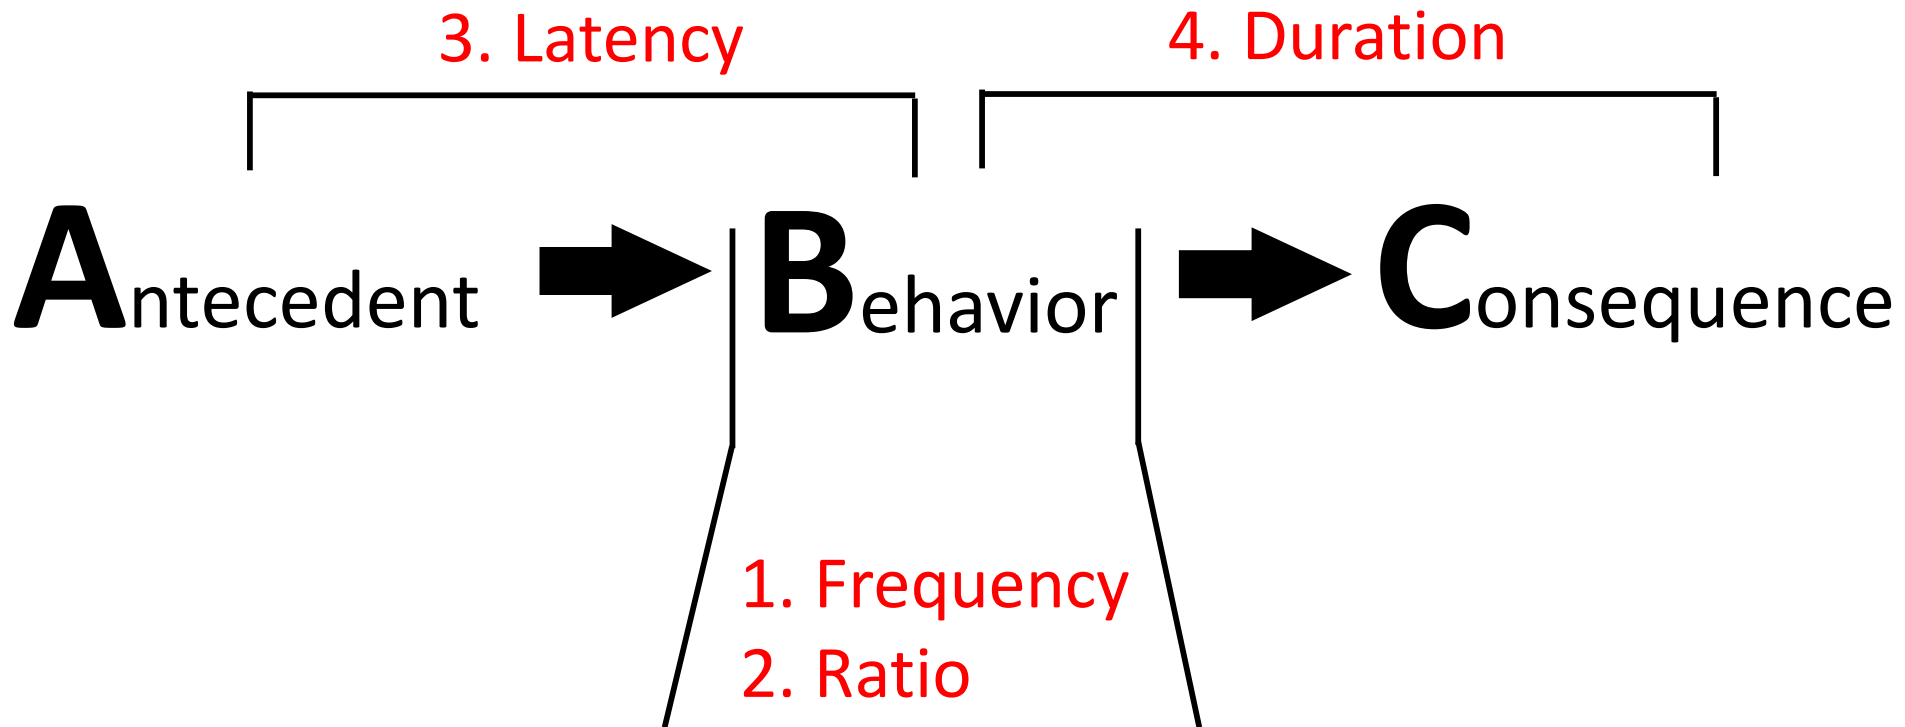 3. Latency
4. Duration
Antecedent
Behavior
Consequence
1. Frequency
2. Ratio